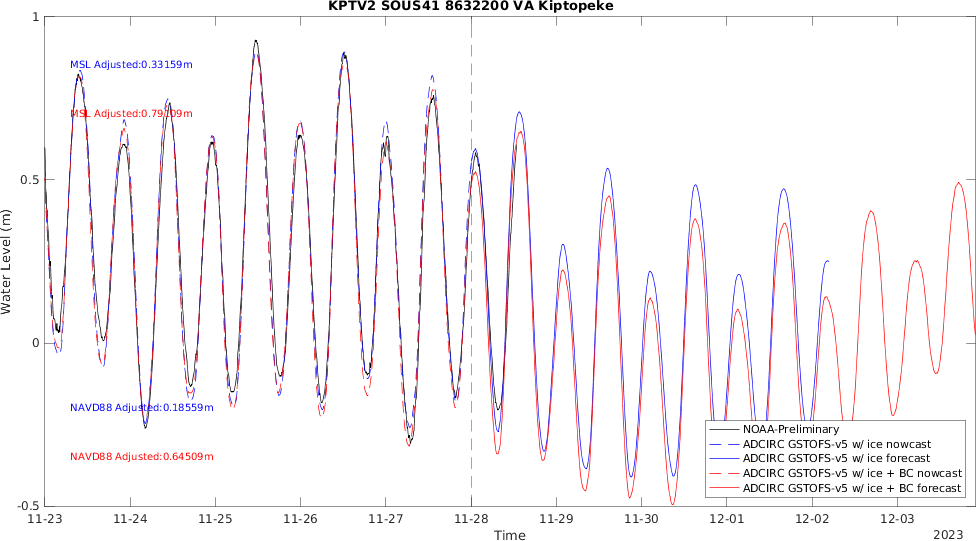 KPTV2 SOUS41 8632200 VA Kiptopeke
1
0.5
0
-0.5
Water Level (m)
MSL Adjusted:0.33159m
MSL Adjusted:0.79109m
NAVD88 Adjusted:0.18559m
NAVD88 Adjusted:0.64509m
NOAA-Preliminary
ADCIRC GSTOFS-v5 w/ ice nowcast
ADCIRC GSTOFS-v5 w/ ice forecast
ADCIRC GSTOFS-v5 w/ ice + BC nowcast
ADCIRC GSTOFS-v5 w/ ice + BC forecast
11-23 11-24 11-25 11-26 11-27 11-28 11-29 11-30 12-01 12-02 12-03
Time
2023